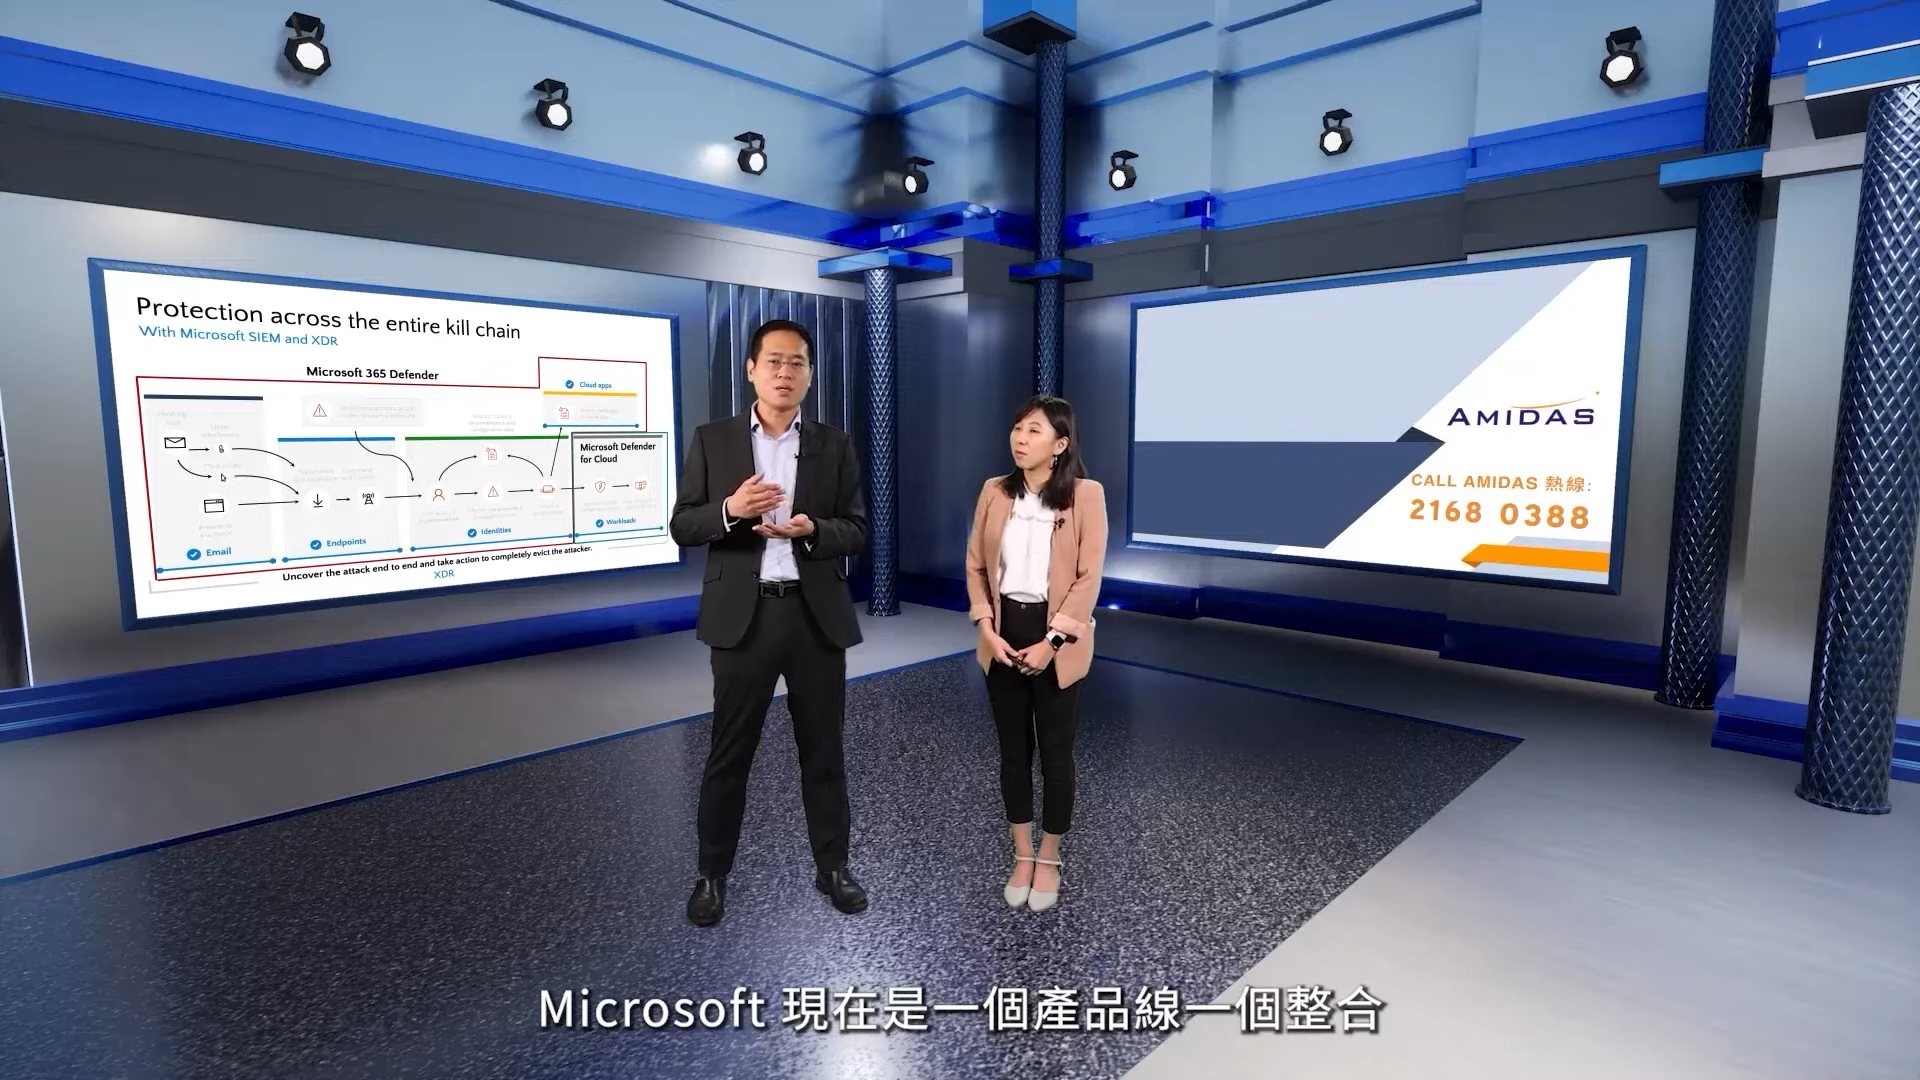 Protection across the entire kill chain
With Microsoft SIEM and XDR
Microsoft 365 Defender
Cloud apps
Microsoft Defender
for Cloud
Email
Endpoints
Identities
Workloads
Uncover the attack end to end and take action to completely evict the attacker.
XDR
AMIDAS
CALL AMIDAS 熱線:
2168 0388
Microsoft 現在是一個產品線一個整合